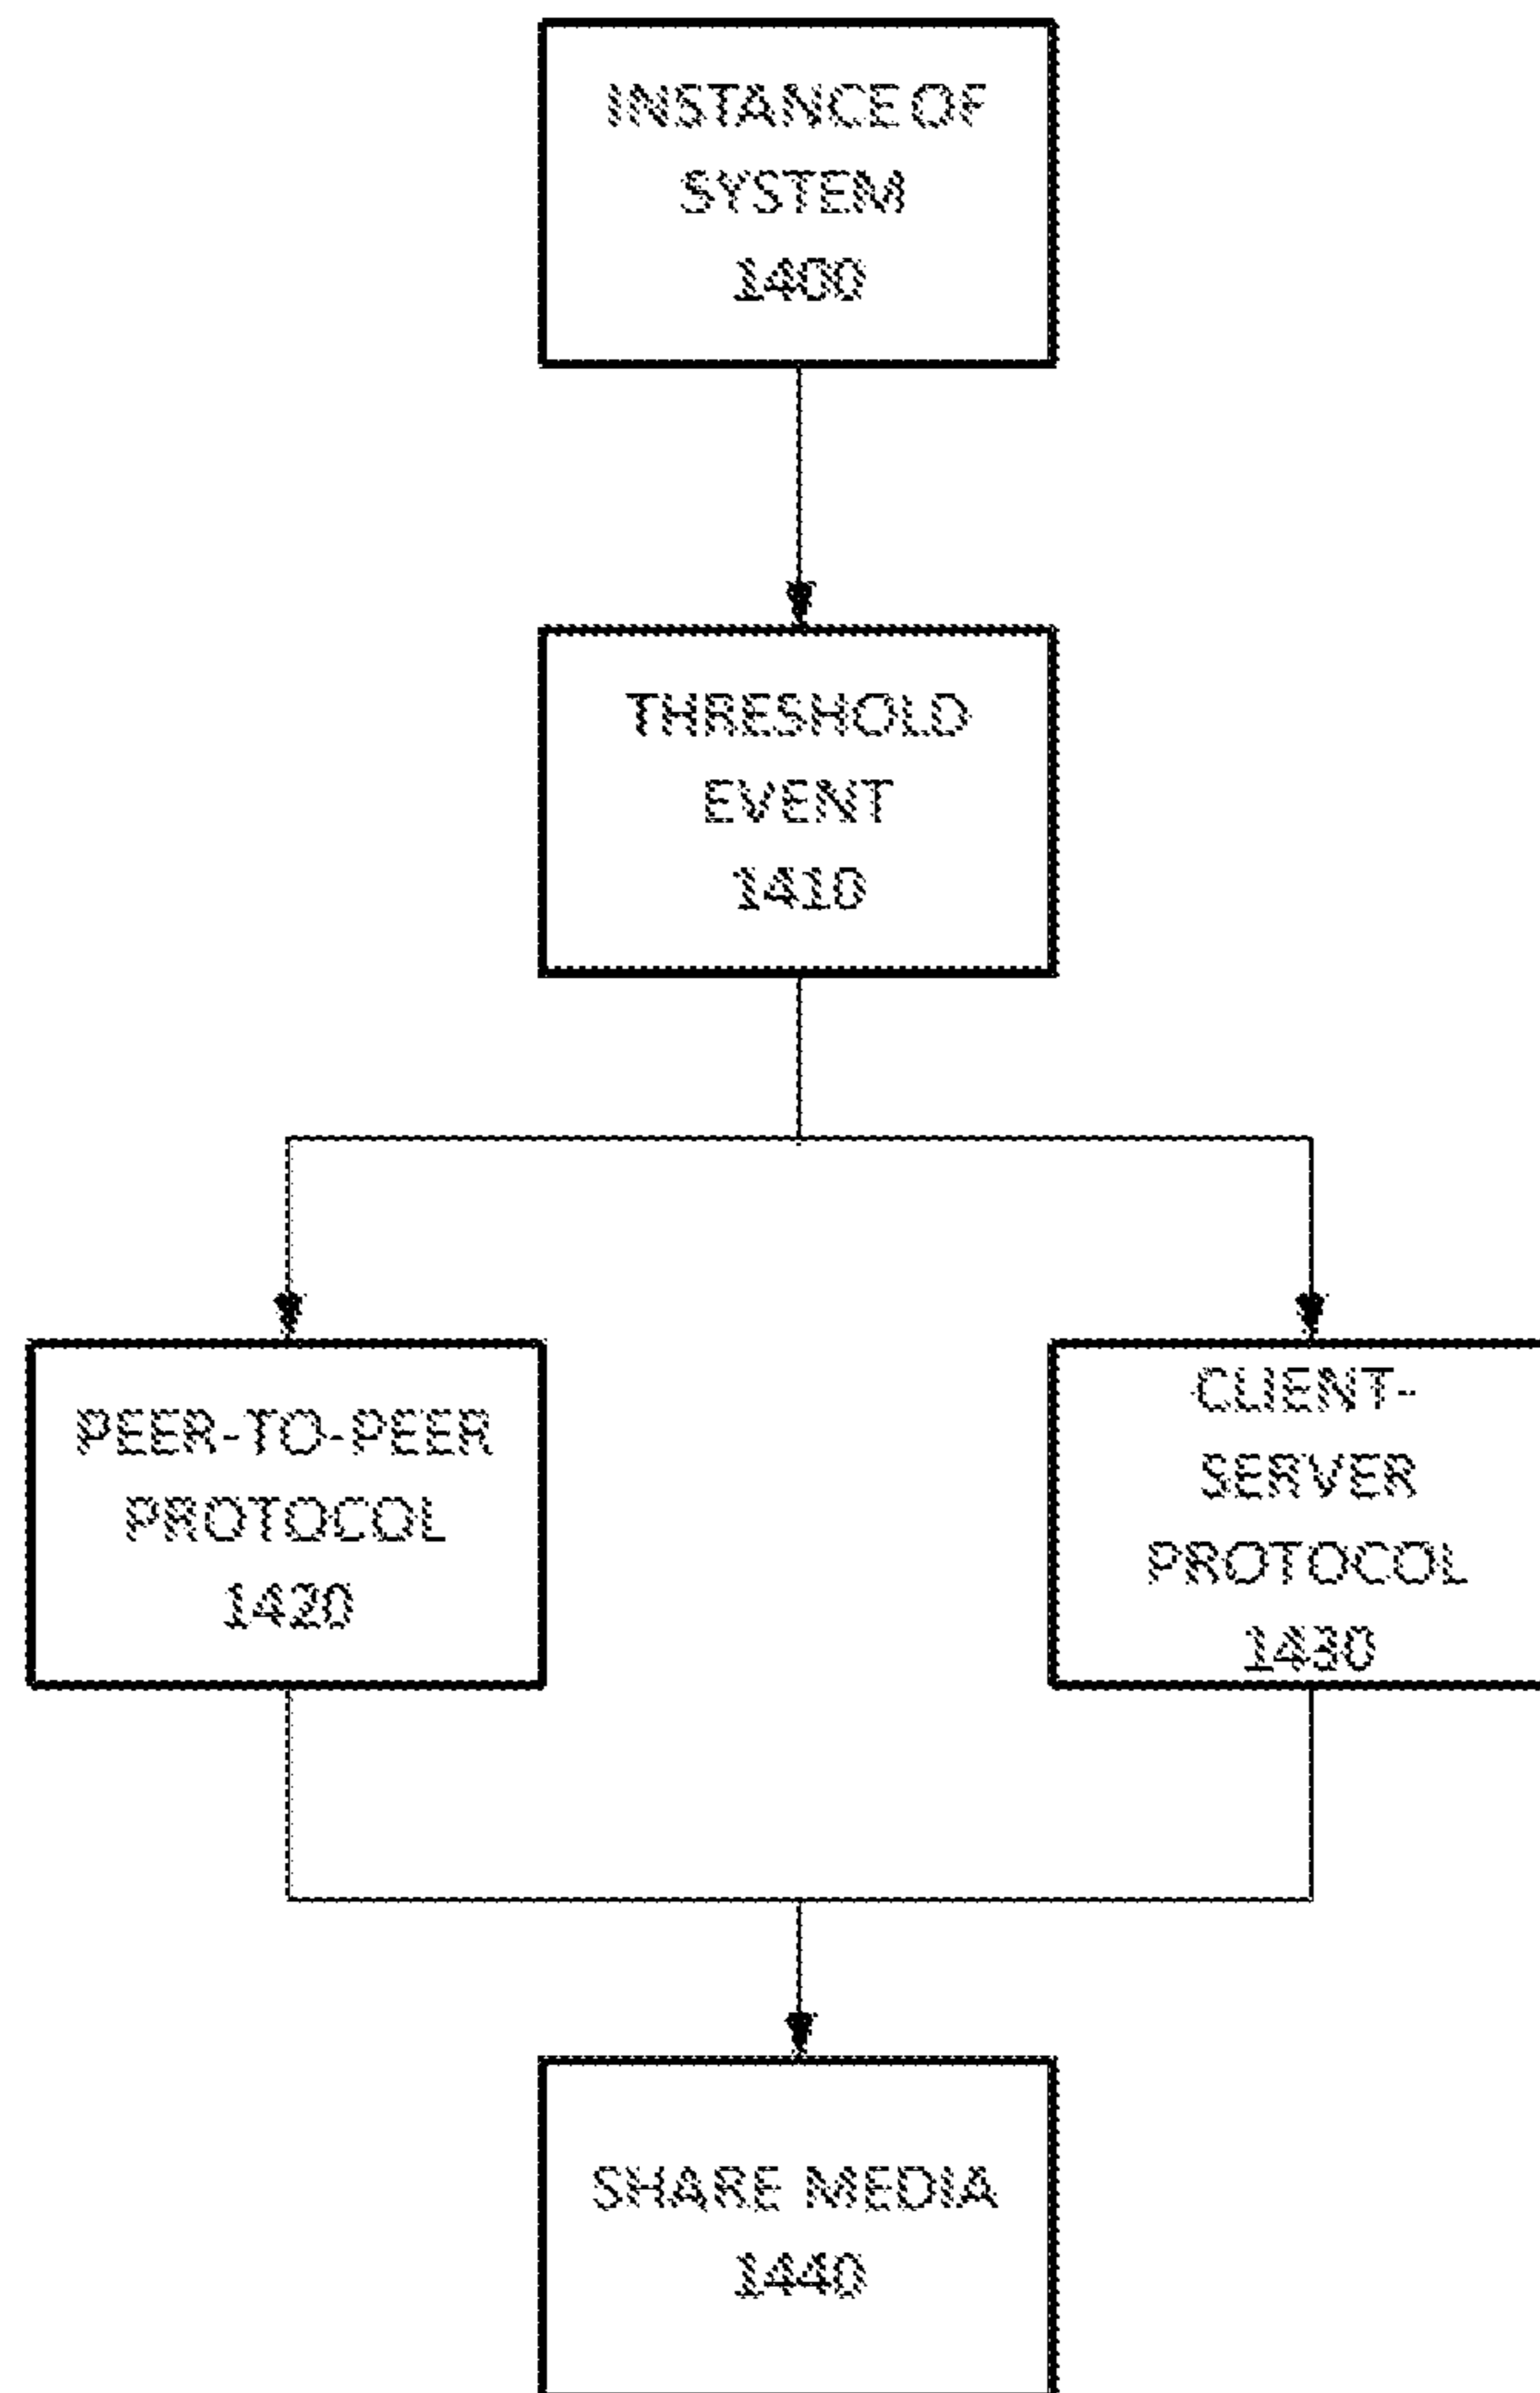 INSTANCE OF
SYSTEM
1400
THRESHOLD
EVENT
1410
PEER-TO-PEER
PROTOCOL
1420
CLIENT-
SERVER
PROTOCOL
1430
SHARE MEDIA
1440